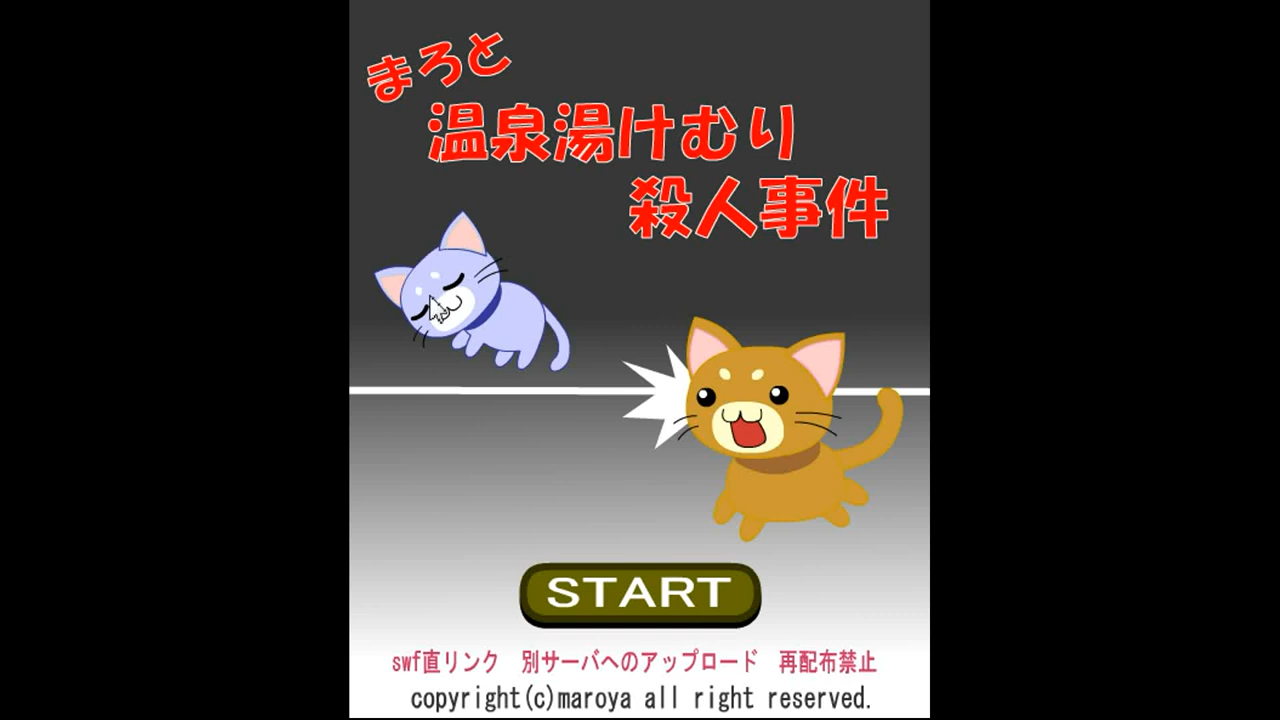 まろと
温泉湯けむり
殺人事件
START
swf直リンク　別サーバへのアップロード　再配布禁止
copyright(c)maroya all right reserved.